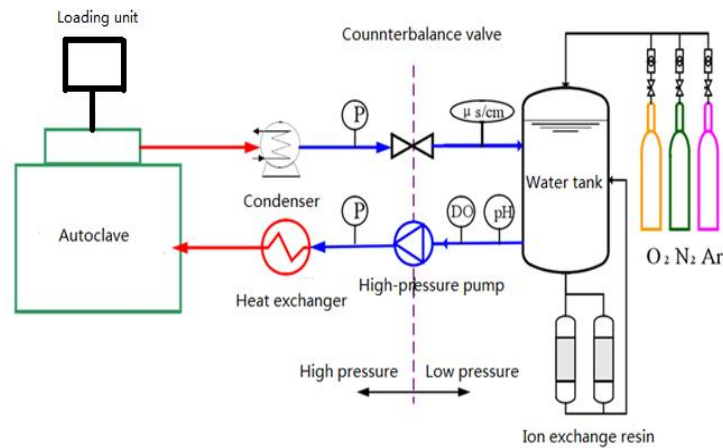 Loading unit
Counnterbalance valve
P
μ s/cm
Condenser
Water tank
Autoclave
P
DO
pH
O₂ N₂ Ar
Heat exchanger
High-pressure pump
High pressure
Low pressure
Ion exchange resin